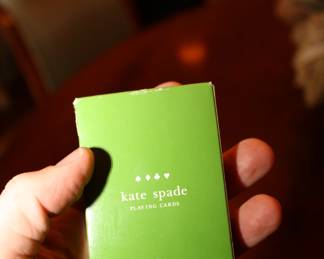 ♠ ♦ ♣ ♥
kate spade
PLAYING CARDS